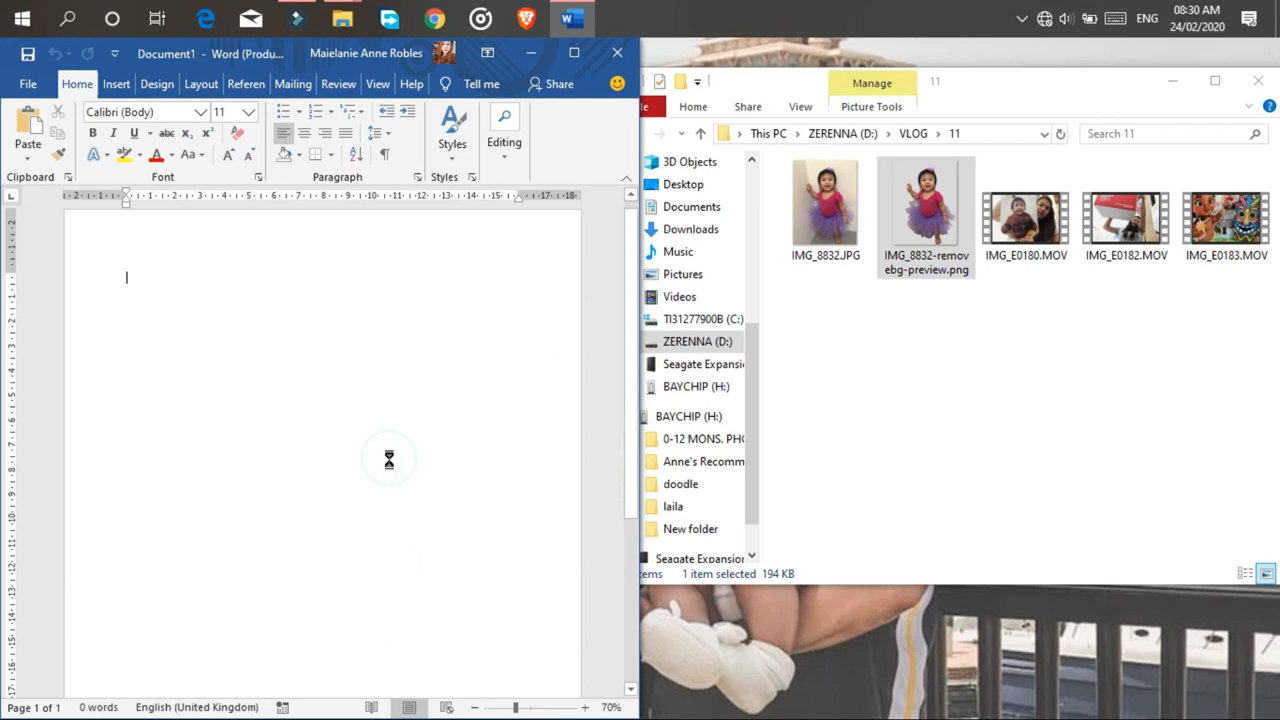 ENG
08:30 AM
24/02/2020
Document1 - Word (Produ...
Maielanie Anne Robles
File
Home
Insert
Design
Layout
Referen
Mailing
Review
View
Help
Tell me
Share
Paste
Calibri (Body)
11
Styles
Editing
Clipboard
Font
Paragraph
Styles
Page 1 of 1
0 words
English (United Kingdom)
70%
Manage
11
Home
Share
View
Picture Tools
This PC
ZERENNA (D:)
VLOG
11
Search 11
3D Objects
Desktop
Documents
Downloads
Music
Pictures
Videos
TI31277900B (C:)
ZERENNA (D:)
Seagate Expansi
BAYCHIP (H:)
BAYCHIP (H:)
0-12 MONS. PHO
Anne's Recomm
doodle
laila
New folder
Seagate Expansion
IMG_8832.JPG
IMG_8832-remov
ebg-preview.png
IMG_E0180.MOV
IMG_E0182.MOV
IMG_E0183.MOV
1 item selected 194 KB